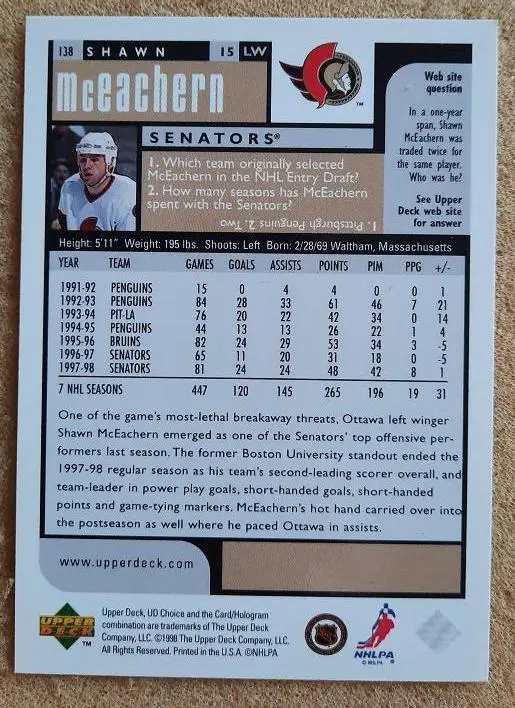 138 SHAWN 15 LW
mcEachern
SENATORS®
1. Which team originally selected
McEachern in the NHL Entry Draft?
2. How many seasons has McEachern
spent with the Senators?
1. Pittsburgh Penguins 2. Two
Web site
question
In a one-year
span, Shawn
McEachern was
traded twice for
the same player.
Who was he?
See Upper
Deck web site
for answer
TM
Height: 5'11" Weight: 195 lbs. Shoots: Left Born: 2/28/69 Waltham, Massachusetts
YEAR TEAM GAMES GOALS ASSISTS POINTS PIM PPG +/-
1991-92 PENGUINS 15 0 4 4 0 0 1
1992-93 PENGUINS 84 28 33 61 46 7 21
1993-94 PIT-LA 76 20 22 42 34 0 14
1994-95 PENGUINS 44 13 13 26 22 1 4
1995-96 BRUINS 82 24 29 53 34 3 -5
1996-97 SENATORS 65 11 20 31 18 0 -5
1997-98 SENATORS 81 24 24 48 42 8 1
7 NHL SEASONS 447 120 145 265 196 19 31
One of the game's most-lethal breakaway threats, Ottawa left winger
Shawn McEachern emerged as one of the Senators' top offensive per-
formers last season. The former Boston University standout ended the
1997-98 regular season as his team's second-leading scorer overall, and
team-leader in power play goals, short-handed goals, short-handed
points and game-tying markers. McEachern's hot hand carried over into
the postseason as well where he paced Ottawa in assists.
www.upperdeck.com
UPPER
DECK
TM
Upper Deck, UD Choice and the Card/Hologram
combination are trademarks of The Upper Deck
Company, LLC. ©1998 The Upper Deck Company, LLC.
All Rights Reserved. Printed in the U.S.A. ©NHLPA
NHL
NHLPA
© NHLPA